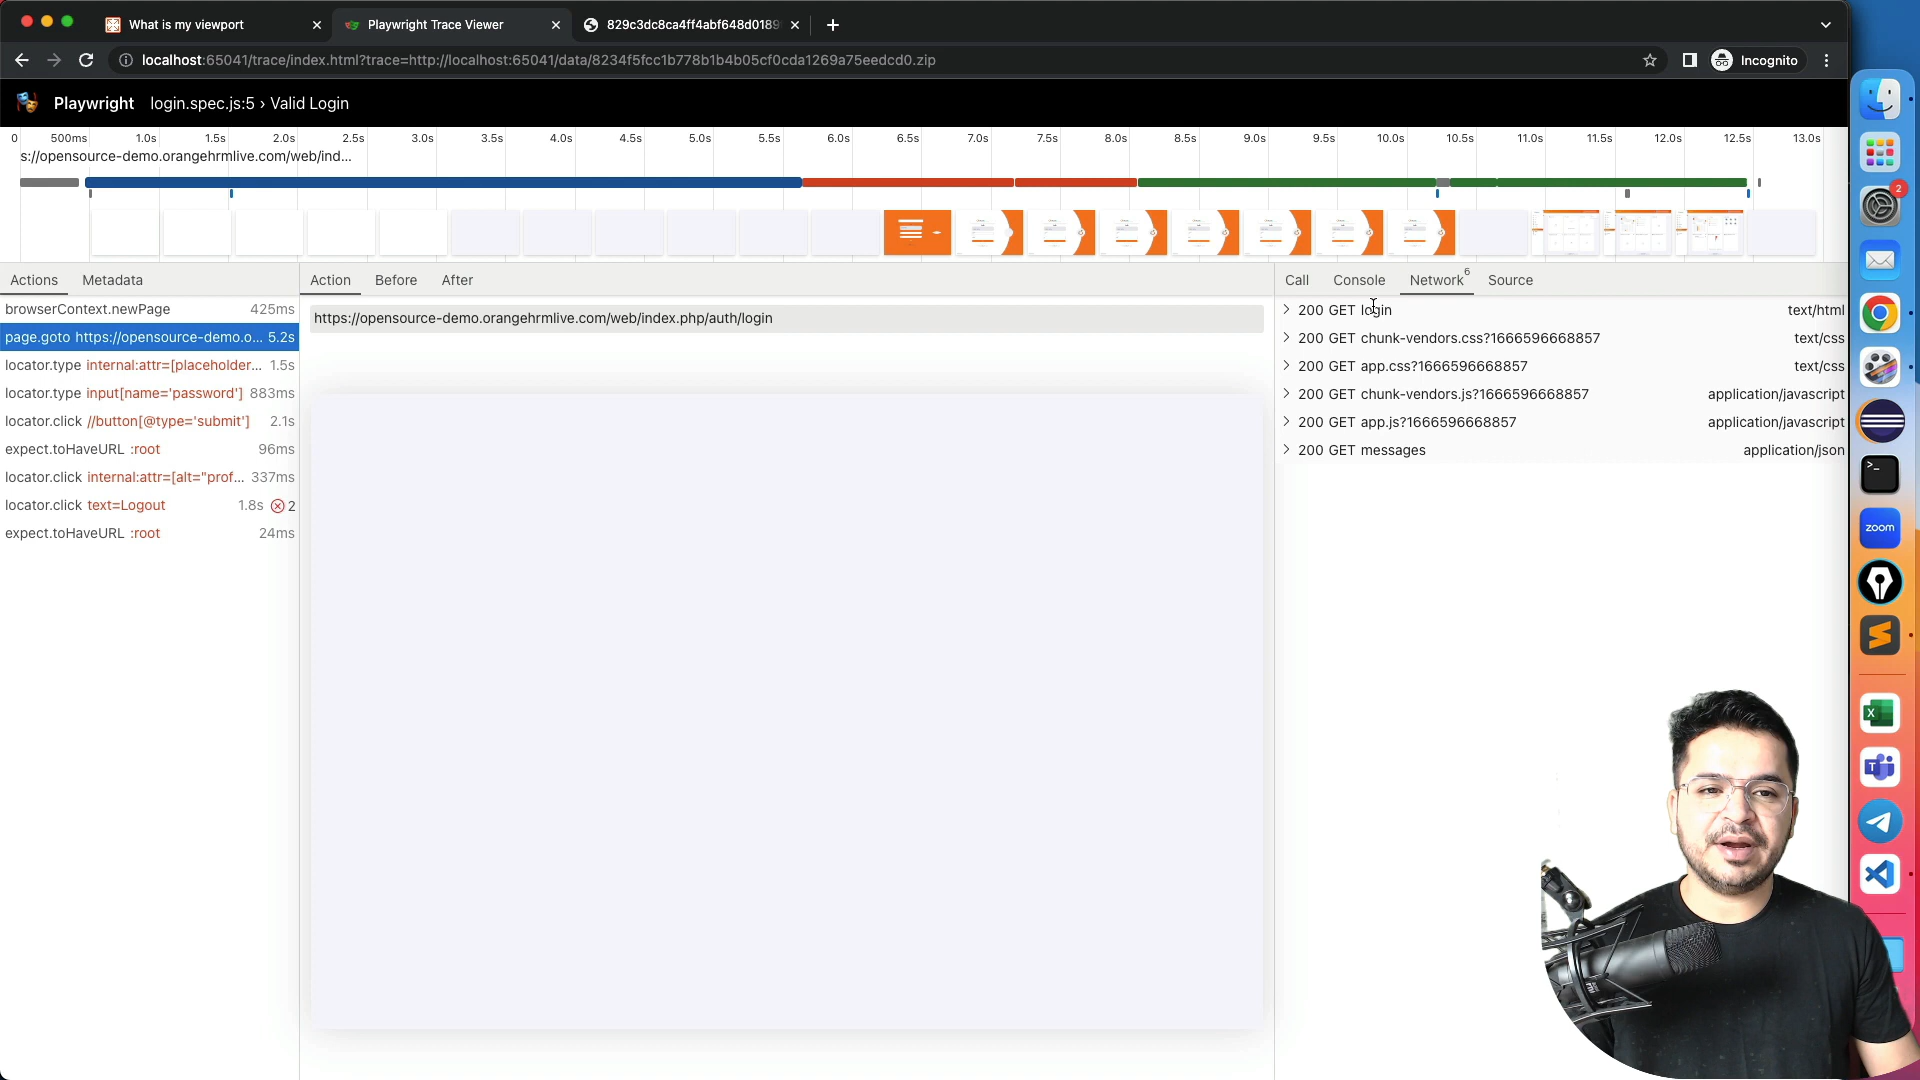 What is my viewport
Playwright Trace Viewer
829c3dc8ca4ff4abf648d0189
localhost:65041/trace/index.html?trace=http://localhost:65041/data/8234f5fcc1b778b1b4b05cf0cda1269a75eedcd0.zip
Incognito
Playwright login.spec.js:5 › Valid Login
0 500ms 1.0s 1.5s 2.0s 2.5s 3.0s 3.5s 4.0s 4.5s 5.0s 5.5s 6.0s 6.5s 7.0s 7.5s 8.0s 8.5s 9.0s 9.5s 10.0s 10.5s 11.0s 11.5s 12.0s 12.5s 13.0s
s://opensource-demo.orangehrmlive.com/web/ind...
Actions Metadata
browserContext.newPage 425ms
page.goto https://opensource-demo.o... 5.2s
locator.type internal:attr=[placeholder... 1.5s
locator.type input[name='password'] 883ms
locator.click //button[@type='submit'] 2.1s
expect.toHaveURL :root 96ms
locator.click internal:attr=[alt="prof... 337ms
locator.click text=Logout 1.8s 2
expect.toHaveURL :root 24ms
Action Before After
https://opensource-demo.orangehrmlive.com/web/index.php/auth/login
Call Console Network 6 Source
200 GET login text/html
200 GET chunk-vendors.css?1666596668857 text/css
200 GET app.css?1666596668857 text/css
200 GET chunk-vendors.js?1666596668857 application/javascript
200 GET app.js?1666596668857 application/javascript
200 GET messages application/json
2
zoom